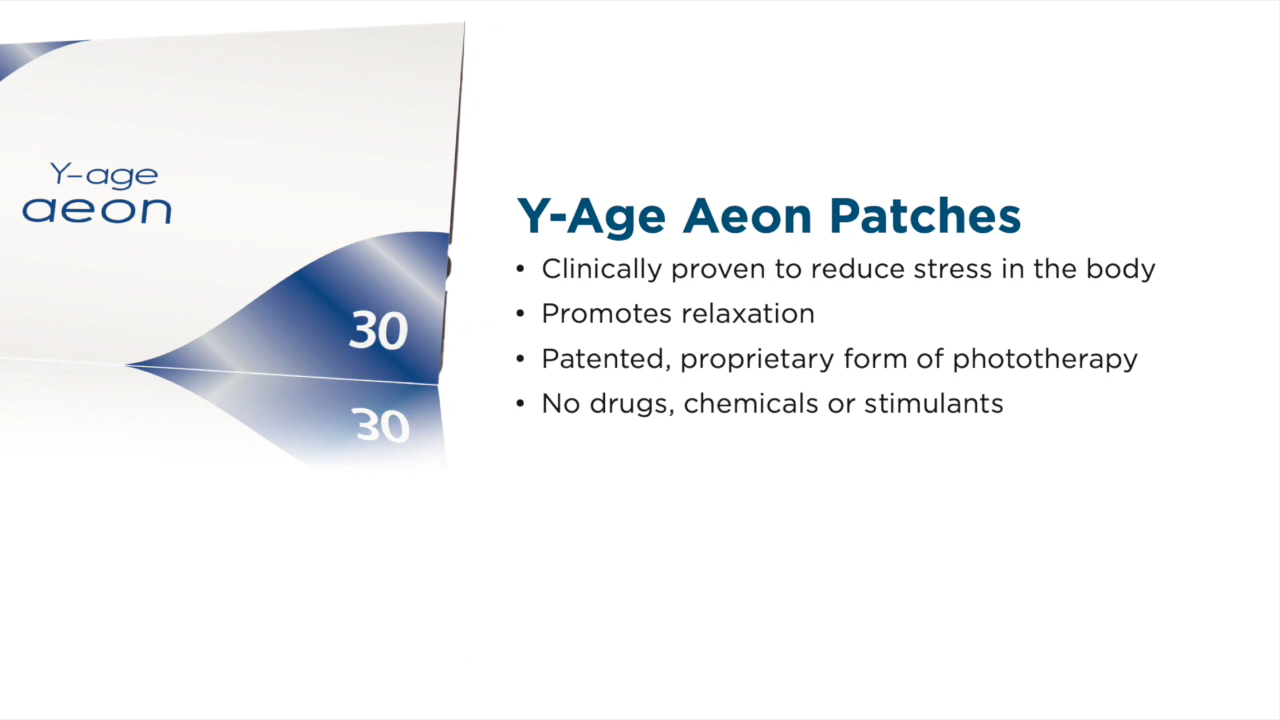 Y-age
aeon
30
30
Y-Age Aeon Patches
• Clinically proven to reduce stress in the body
• Promotes relaxation
• Patented, proprietary form of phototherapy
• No drugs, chemicals or stimulants